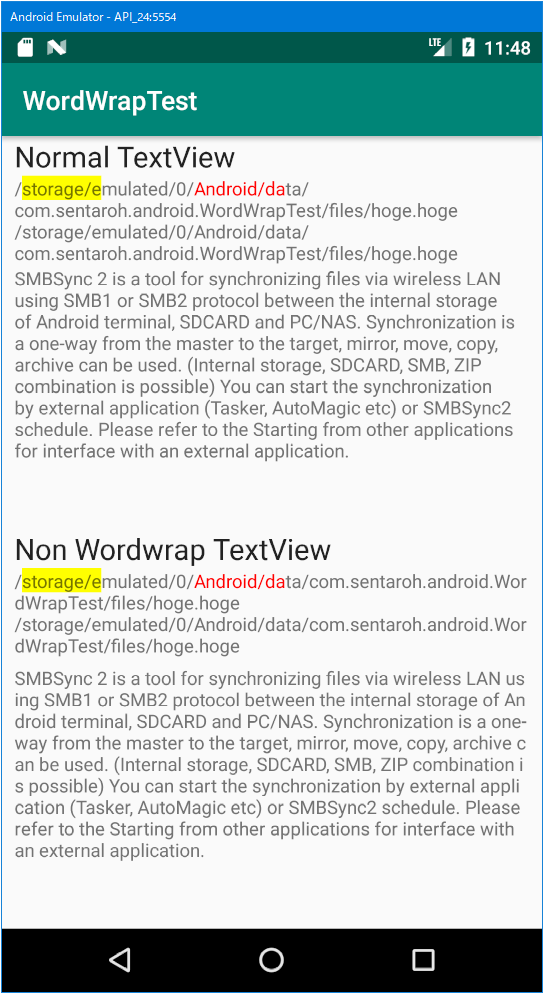 Android Emulator - API_24:5554
LTE 11:48
WordWrapTest
Normal TextView
/storage/emulated/0/Android/data/
com.sentaroh.android.WordWrapTest/files/hoge.hoge
/storage/emulated/0/Android/data/
com.sentaroh.android.WordWrapTest/files/hoge.hoge
SMBSync 2 is a tool for synchronizing files via wireless LAN
using SMB1 or SMB2 protocol between the internal storage
of Android terminal, SDCARD and PC/NAS. Synchronization is
a one-way from the master to the target, mirror, move, copy,
archive can be used. (Internal storage, SDCARD, SMB, ZIP
combination is possible) You can start the synchronization
by external application (Tasker, AutoMagic etc) or SMBSync2
schedule. Please refer to the Starting from other applications
for interface with an external application.
Non Wordwrap TextView
/storage/emulated/0/Android/data/com.sentaroh.android.Wor
dWrapTest/files/hoge.hoge
/storage/emulated/0/Android/data/com.sentaroh.android.Wor
dWrapTest/files/hoge.hoge
SMBSync 2 is a tool for synchronizing files via wireless LAN us
ing SMB1 or SMB2 protocol between the internal storage of An
droid terminal, SDCARD and PC/NAS. Synchronization is a one-
way from the master to the target, mirror, move, copy, archive c
an be used. (Internal storage, SDCARD, SMB, ZIP combination i
s possible) You can start the synchronization by external appli
cation (Tasker, AutoMagic etc) or SMBSync2 schedule. Please
refer to the Starting from other applications for interface with
an external application.